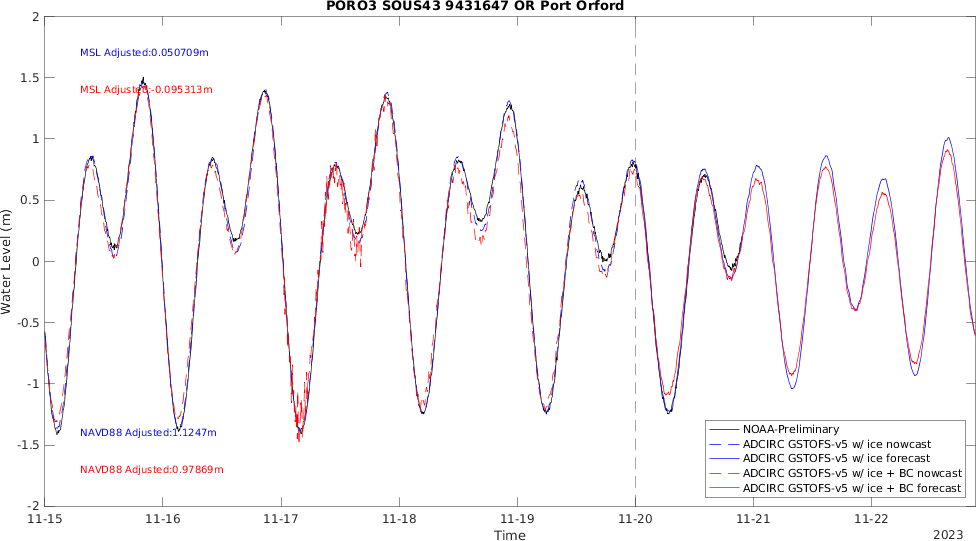 PORO3 SOUS43 9431647 OR Port Orford
2
1.5
1
0.5
0
-0.5
-1
-1.5
-2
Water Level (m)
MSL Adjusted:0.050709m
MSL Adjusted:-0.095313m
NAVD88 Adjusted:1.1247m
NAVD88 Adjusted:0.97869m
NOAA-Preliminary
ADCIRC GSTOFS-v5 w/ ice nowcast
ADCIRC GSTOFS-v5 w/ ice forecast
ADCIRC GSTOFS-v5 w/ ice + BC nowcast
ADCIRC GSTOFS-v5 w/ ice + BC forecast
11-15 11-16 11-17 11-18 11-19 11-20 11-21 11-22
Time
2023